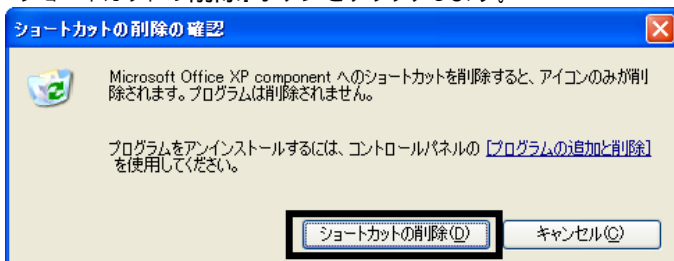 ショートカットの削除の確認
Microsoft Office XP component へのショートカットを削除すると、アイコンのみが削
除されます。プログラムは削除されません。
プログラムをアンインストールするには、コントロールパネルの [プログラムの追加と削除]
を使用してください。
ショートカットの削除(D)
キャンセル(C)